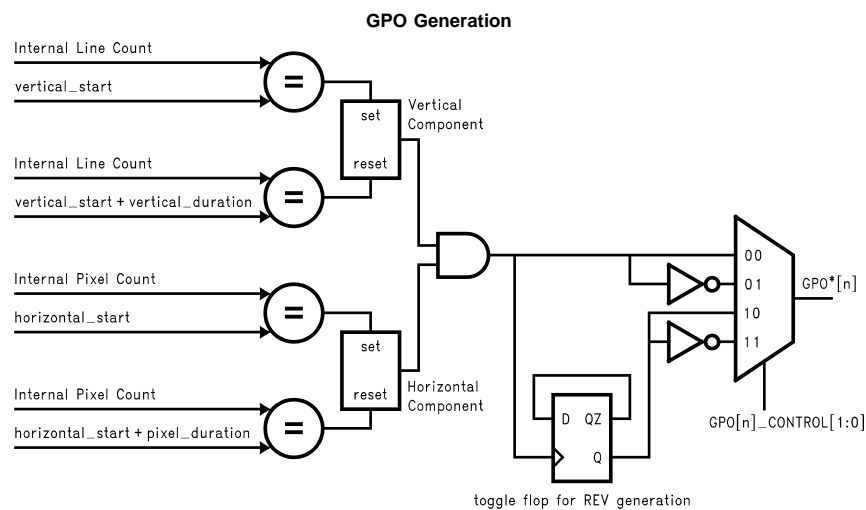 GPO Generation
Internal Line Count
vertical_start
set
Vertical
Component
reset
Internal Line Count
vertical_start + vertical_duration
Internal Pixel Count
horizontal_start
set
reset
Horizontal
Component
Internal Pixel Count
horizontal_start + pixel_duration
00
01
10
11
GPO*[n]
GPO[n]_CONTROL[1:0]
D QZ
Q
toggle flop for REV generation